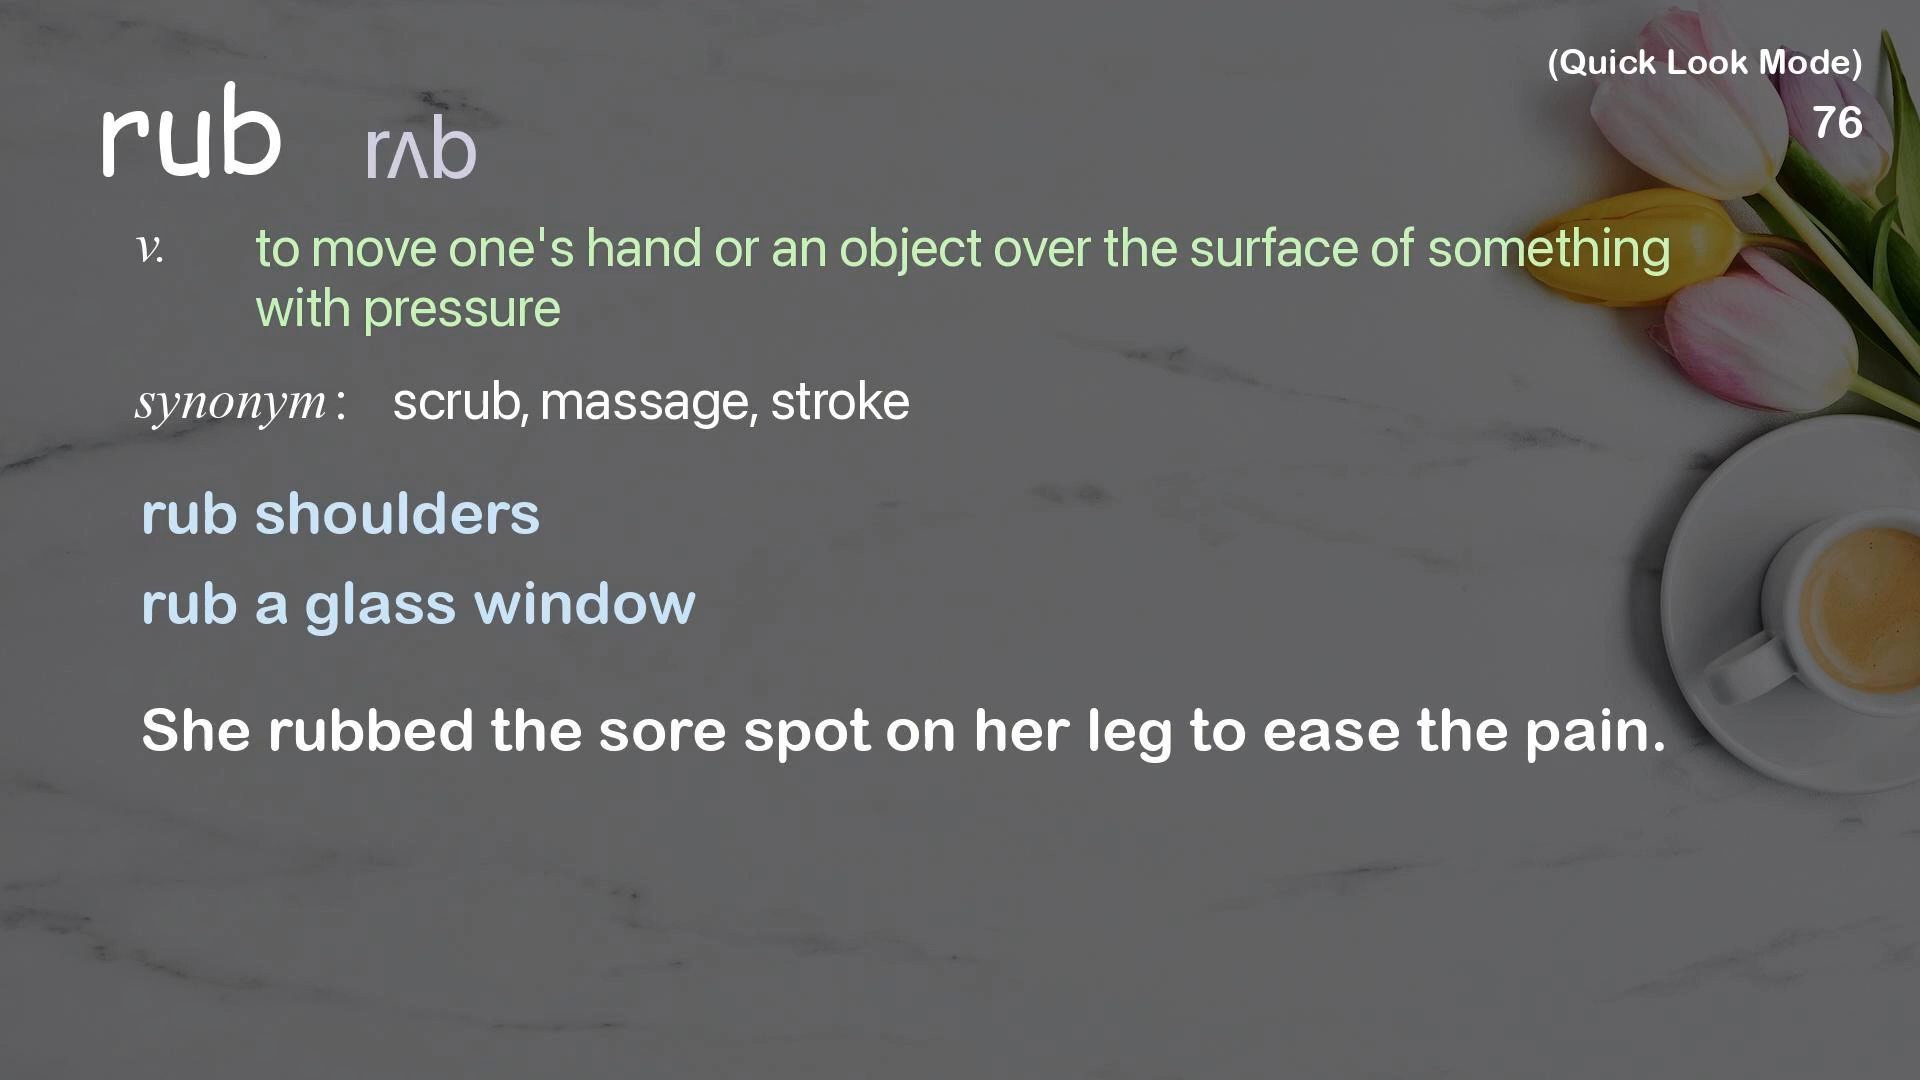 (Quick Look Mode)
76
rub rʌb
v. to move one's hand or an object over the surface of something
with pressure
synonym : scrub, massage, stroke
rub shoulders
rub a glass window
She rubbed the sore spot on her leg to ease the pain.